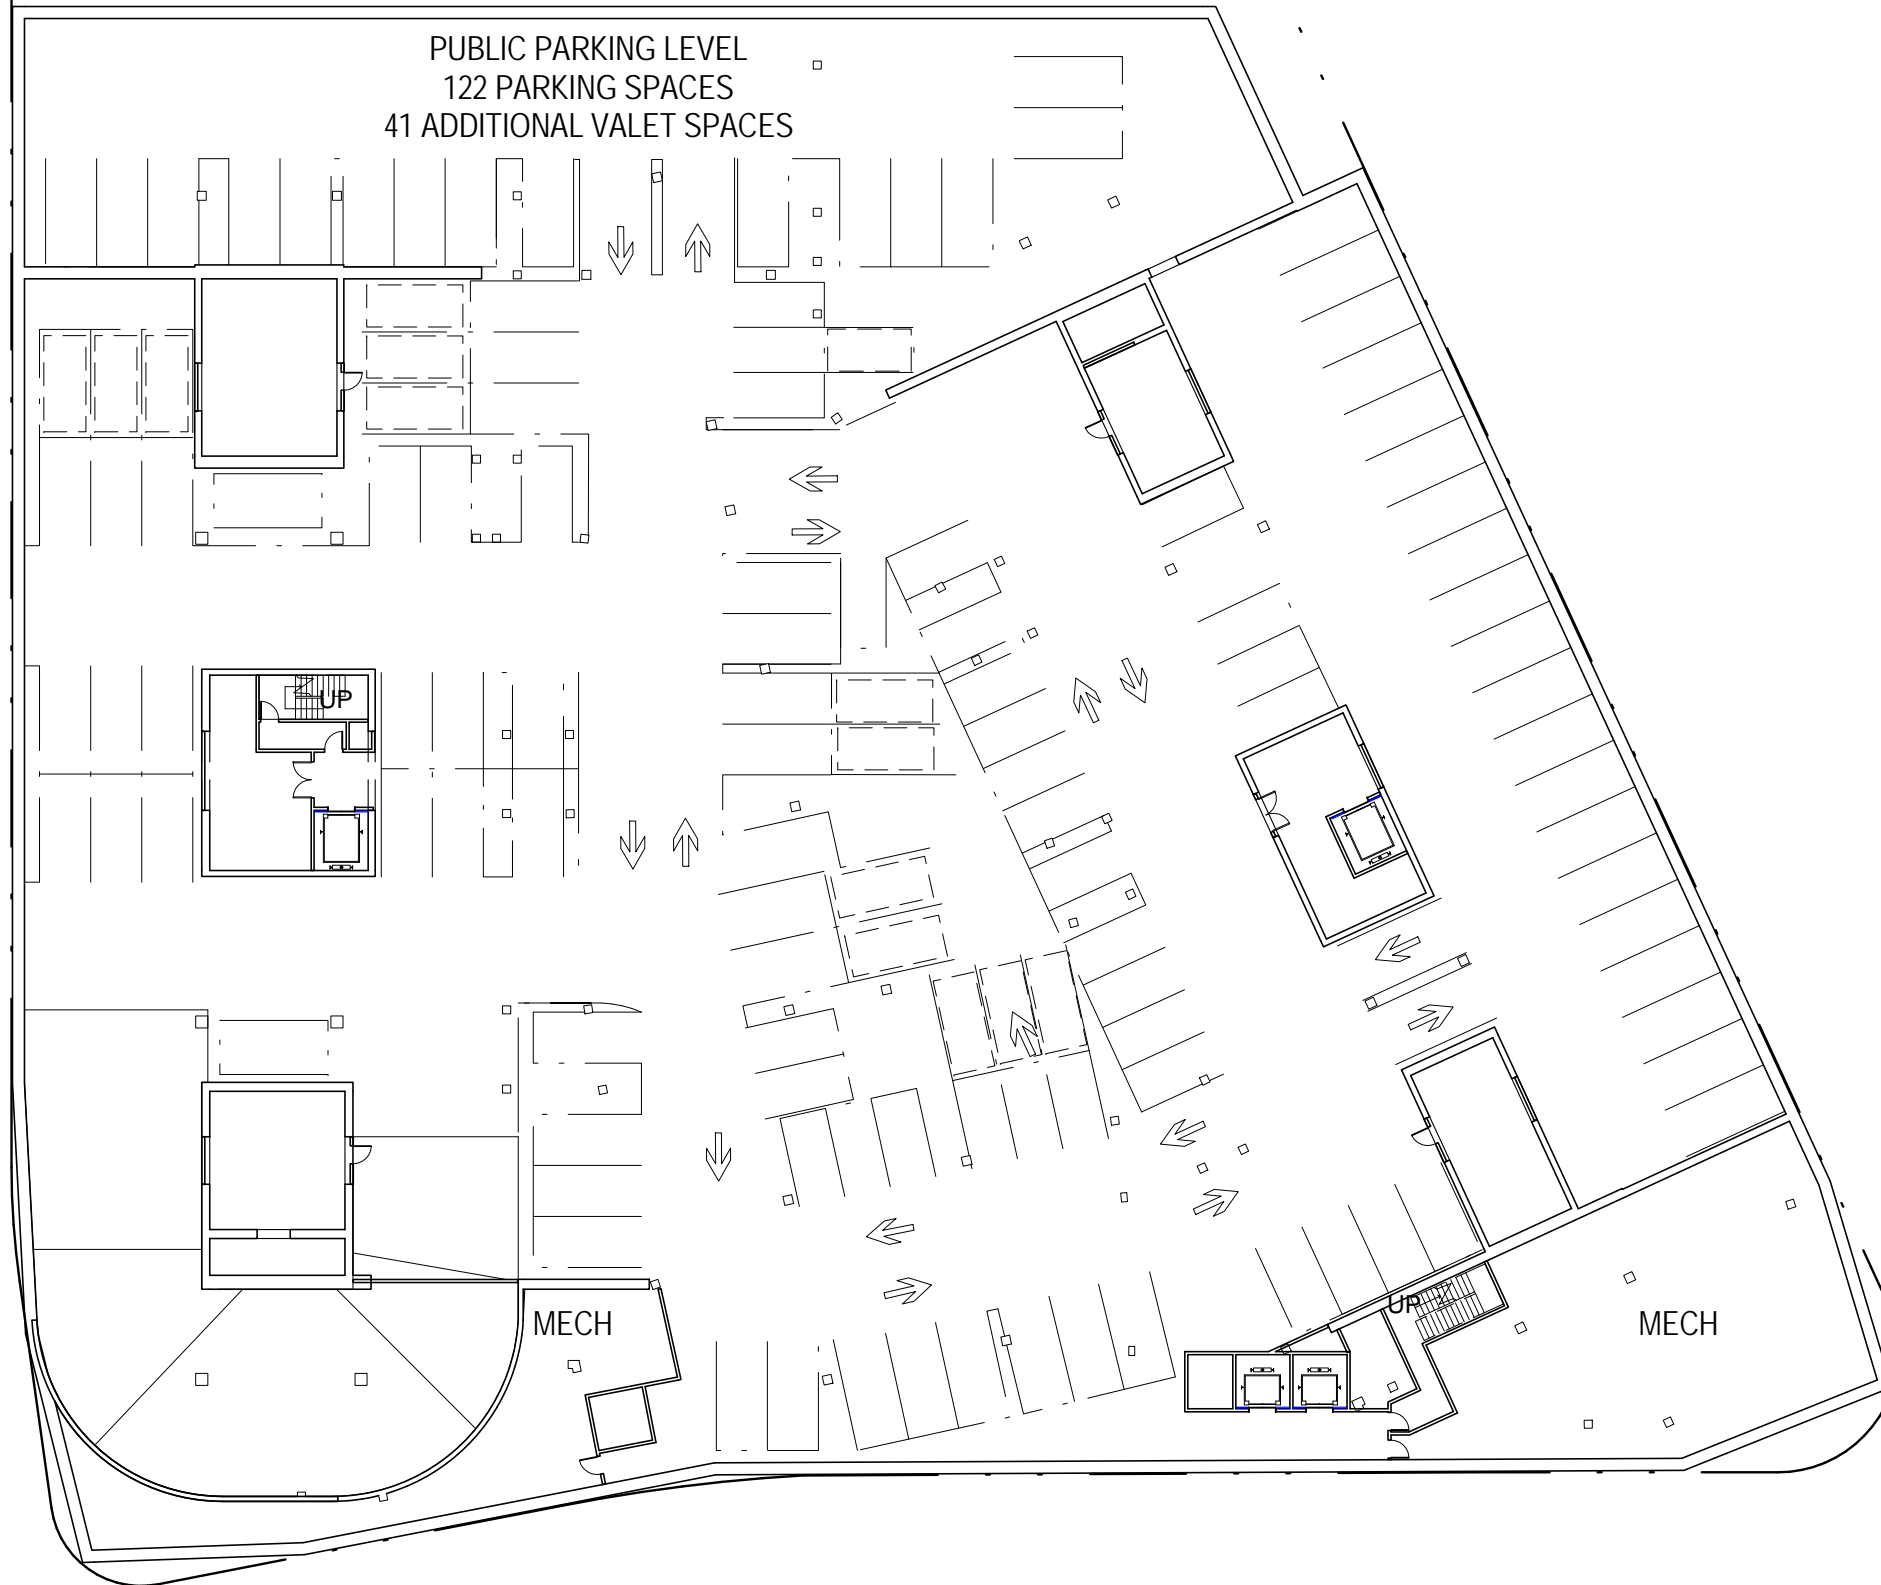 PUBLIC PARKING LEVEL
122 PARKING SPACES
41 ADDITIONAL VALET SPACES
UP
UP
MECH
MECH